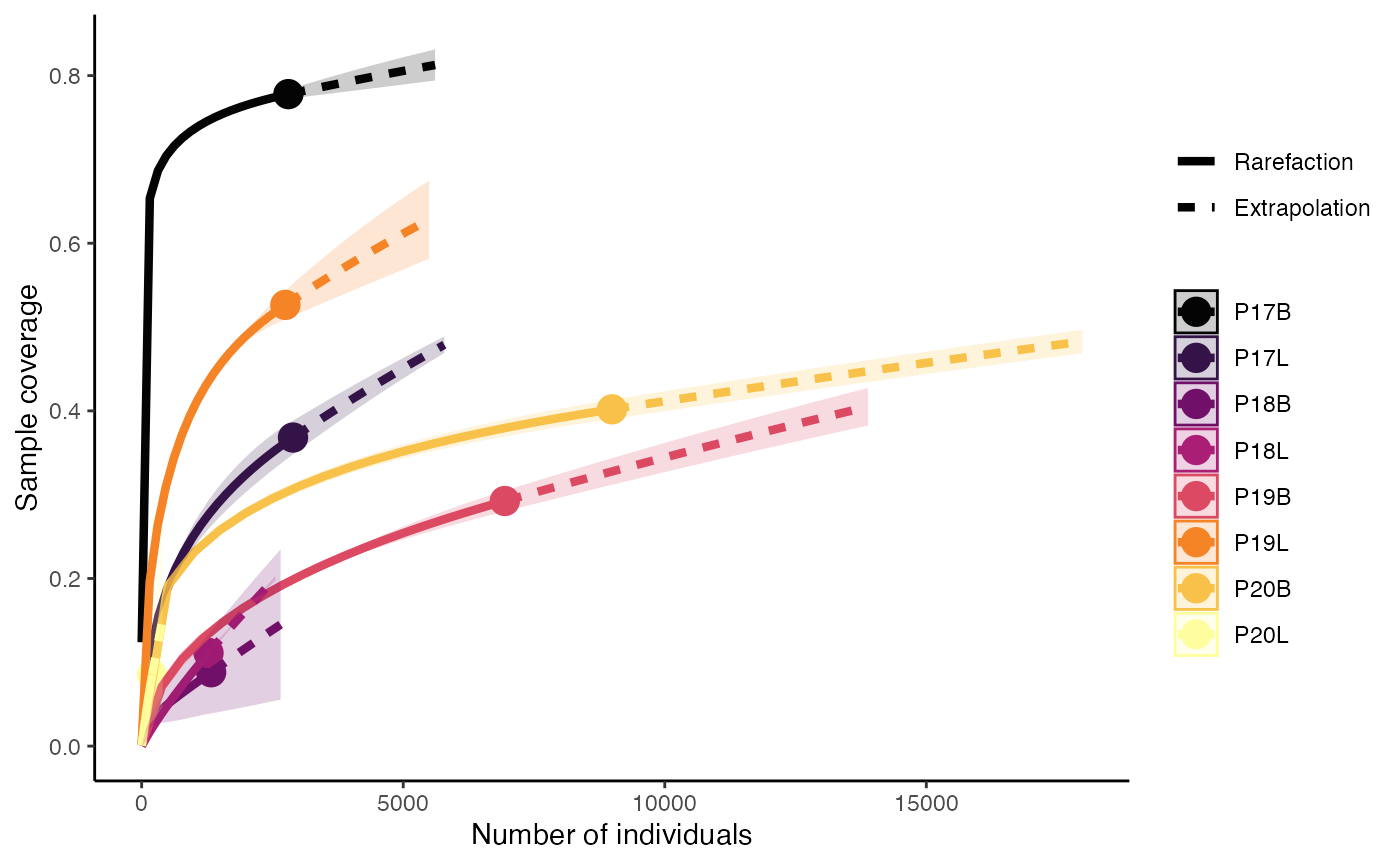 0.8
0.6
0.4
0.2
0.0
Sample coverage
0
5000
10000
15000
Number of individuals
Rarefaction
Extrapolation
P17B
P17L
P18B
P18L
P19B
P19L
P20B
P20L